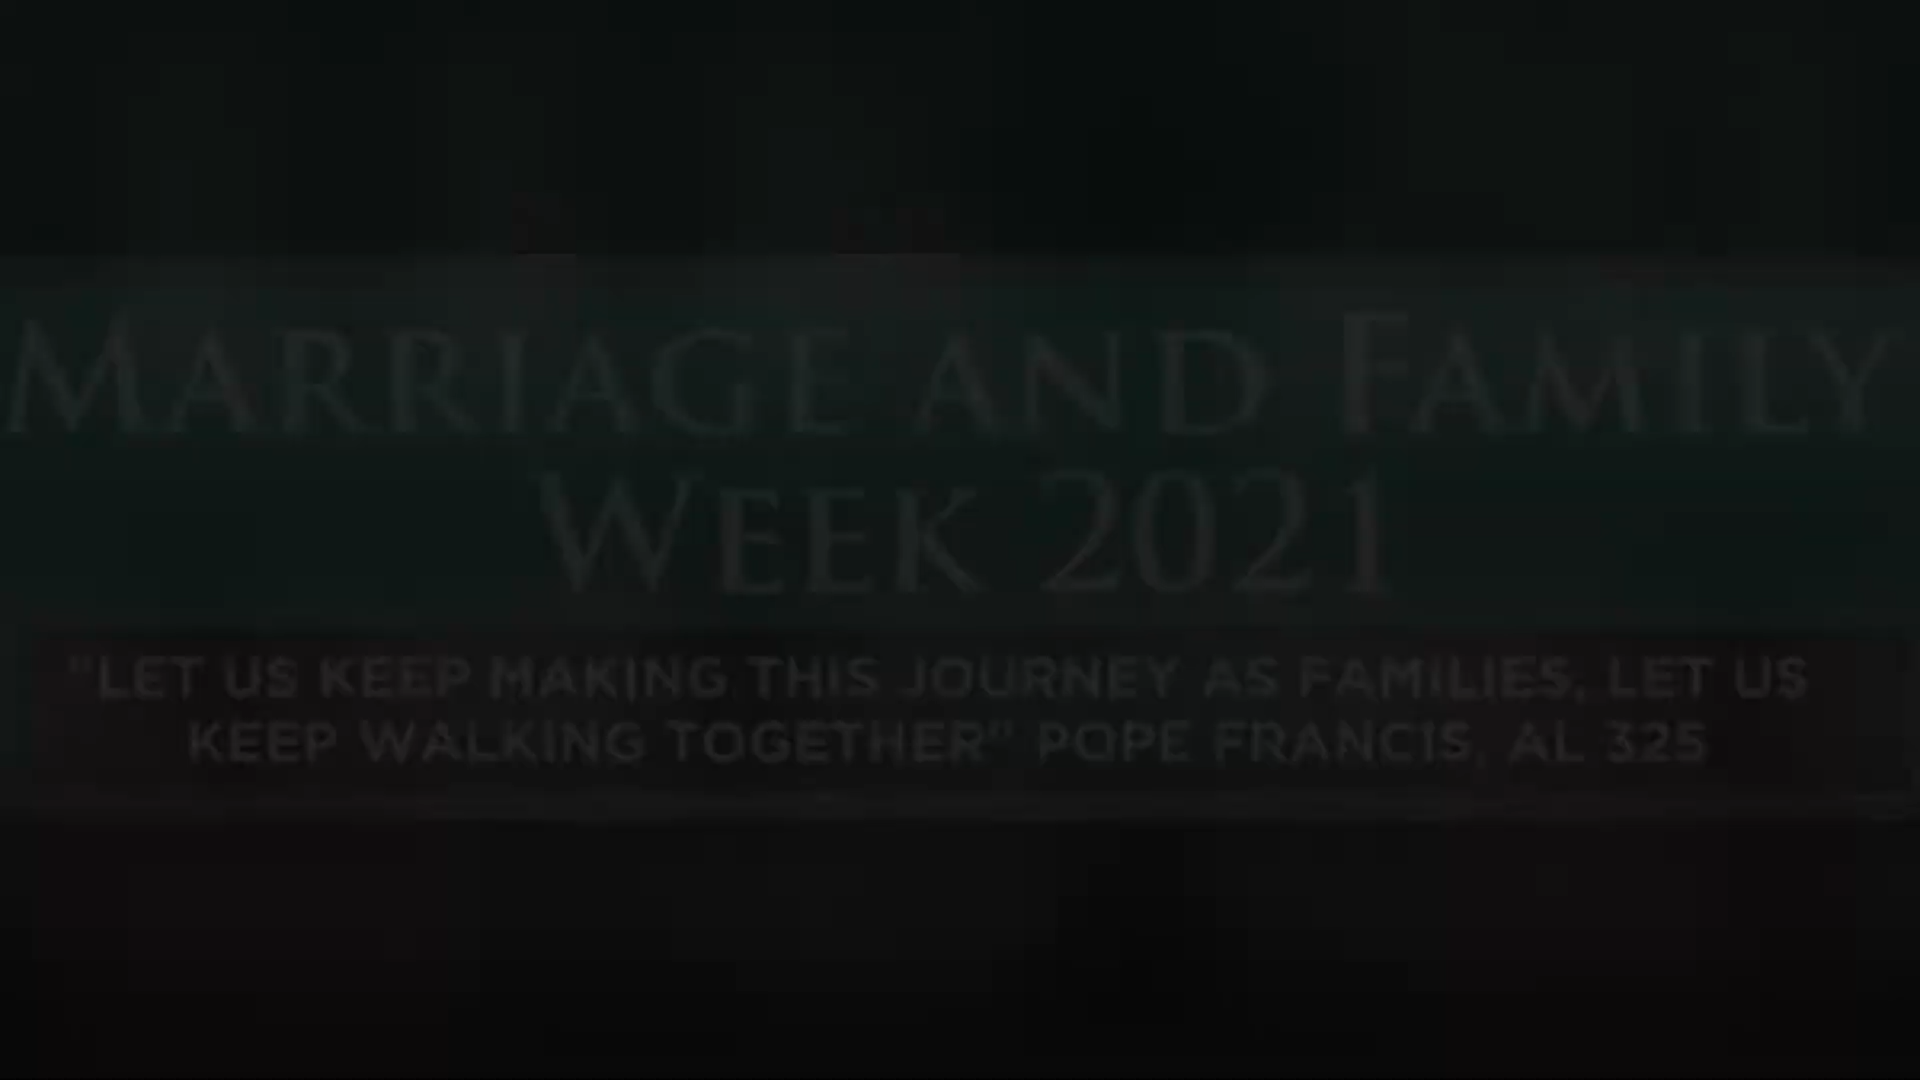 MARRIAGE AND FAMILY
WEEK 2021
"LET US KEEP MAKING THIS JOURNEY AS FAMILIES, LET US
KEEP WALKING TOGETHER" POPE FRANCIS, AL 325